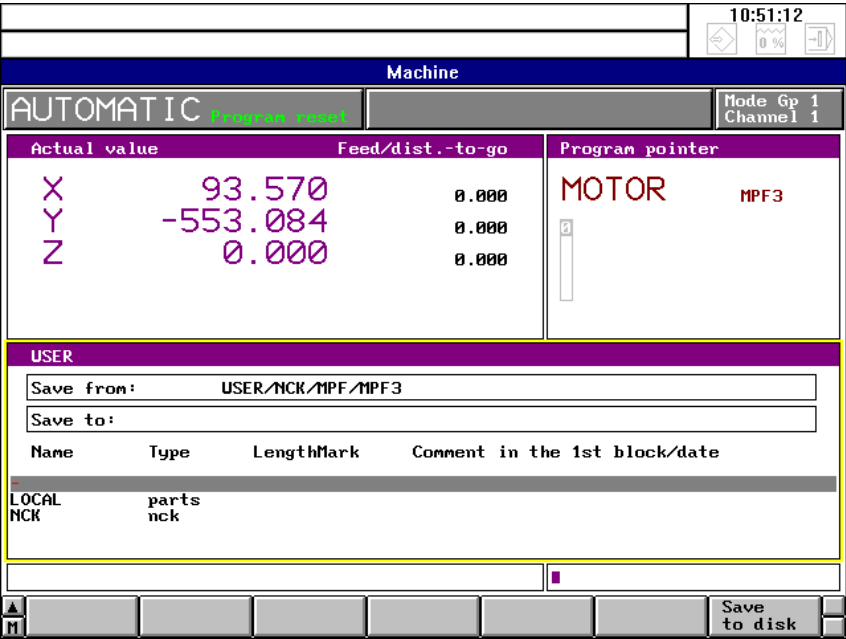 10:51:12
0 %
Machine
AUTOMATIC Program reset
Mode Gp 1
Channel 1
Actual value Feed/dist.-to-go
Program pointer
X 93.570 0.000
Y -553.084 0.000
Z 0.000 0.000
MOTOR MPF3
0
USER
Save from: USER/NCK/MPF/MPF3
Save to:
Name Type LengthMark Comment in the 1st block/date
-
LOCAL parts
NCK nck
M
Save
to disk